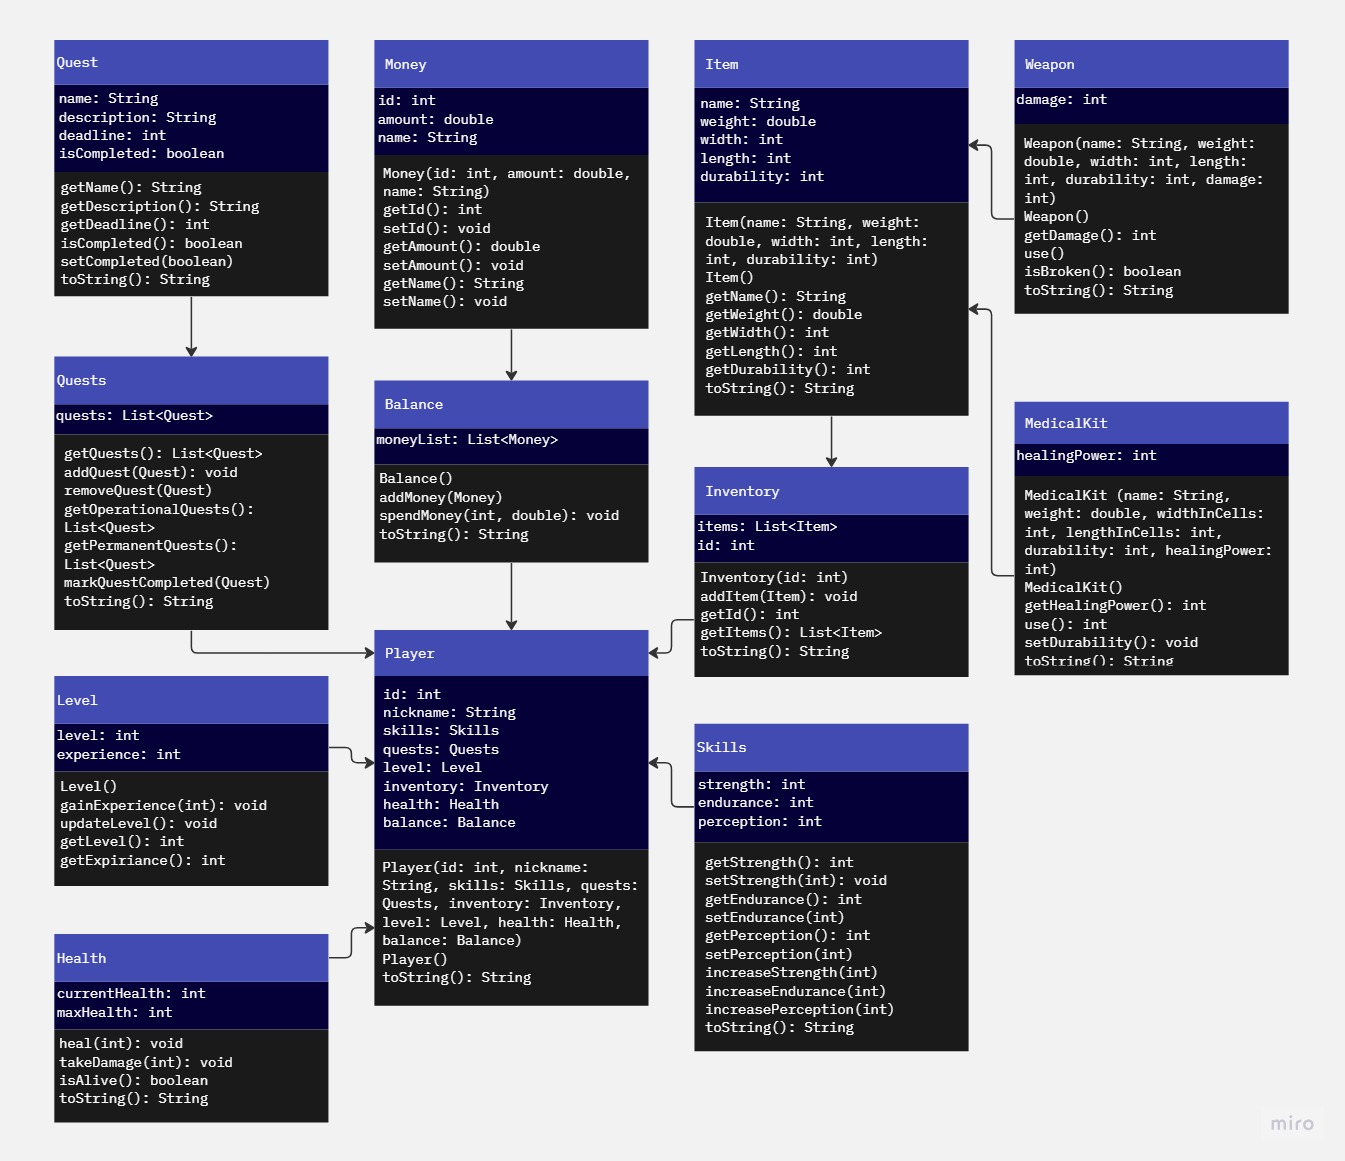 Quest
name: String
description: String
deadline: int
isCompleted: boolean
getName(): String
getDescription(): String
getDeadline(): int
isCompleted(): boolean
setCompleted(boolean)
toString(): String
Money
id: int
amount: double
name: String
Money(id: int, amount: double,
name: String)
getId(): int
setId(): void
getAmount(): double
setAmount(): void
getName(): String
setName(): void
Item
name: String
weight: double
width: int
length: int
durability: int
Item(name: String, weight:
double, width: int, length:
int, durability: int)
Item()
getName(): String
getWeight(): double
getWidth(): int
getLength(): int
getDurability(): int
toString(): String
Weapon
damage: int
Weapon(name: String, weight:
double, width: int, length:
int, durability: int, damage:
int)
Weapon()
getDamage(): int
use()
isBroken(): boolean
toString(): String
Quests
quests: List<Quest>
getQuests(): List<Quest>
addQuest(Quest): void
removeQuest(Quest)
getOperationalQuests():
List<Quest>
getPermanentQuests():
List<Quest>
markQuestCompleted(Quest)
toString(): String
Balance
moneyList: List<Money>
Balance()
addMoney(Money)
spendMoney(int, double): void
toString(): String
Inventory
items: List<Item>
id: int
Inventory(id: int)
addItem(Item): void
getId(): int
getItems(): List<Item>
toString(): String
MedicalKit
healingPower: int
MedicalKit (name: String,
weight: double, widthInCells:
int, lengthInCells: int,
durability: int, healingPower:
int)
MedicalKit()
getHealingPower(): int
use(): int
setDurability(): void
toString(): String
Level
level: int
experience: int
Level()
gainExperience(int): void
updateLevel(): void
getLevel(): int
getExpiriance(): int
Player
id: int
nickname: String
skills: Skills
quests: Quests
level: Level
inventory: Inventory
health: Health
balance: Balance
Player(id: int, nickname:
String, skills: Skills, quests:
Quests, inventory: Inventory,
level: Level, health: Health,
balance: Balance)
Player()
toString(): String
Skills
strength: int
endurance: int
perception: int
getStrength(): int
setStrength(int): void
getEndurance(): int
setEndurance(int)
getPerception(): int
setPerception(int)
increaseStrength(int)
increaseEndurance(int)
increasePerception(int)
toString(): String
Health
currentHealth: int
maxHealth: int
heal(int): void
takeDamage(int): void
isAlive(): boolean
toString(): String
miro